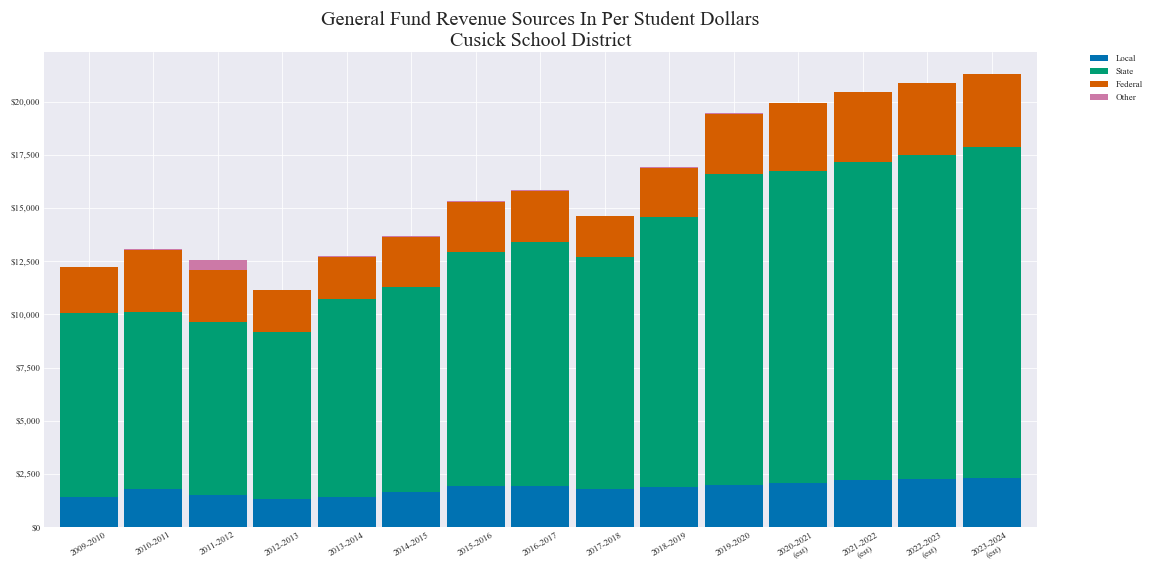 General Fund Revenue Sources In Per Student Dollars
Cusick School District
Local
State
Federal
Other
$20,000
$17,500
$15,000
$12,500
$10,000
$7,500
$5,000
$2,500
$0
2009-2010
2010-2011
2011-2012
2012-2013
2013-2014
2014-2015
2015-2016
2016-2017
2017-2018
2018-2019
2019-2020
2020-2021
(est)
2021-2022
(est)
2022-2023
(est)
2023-2024
(est)